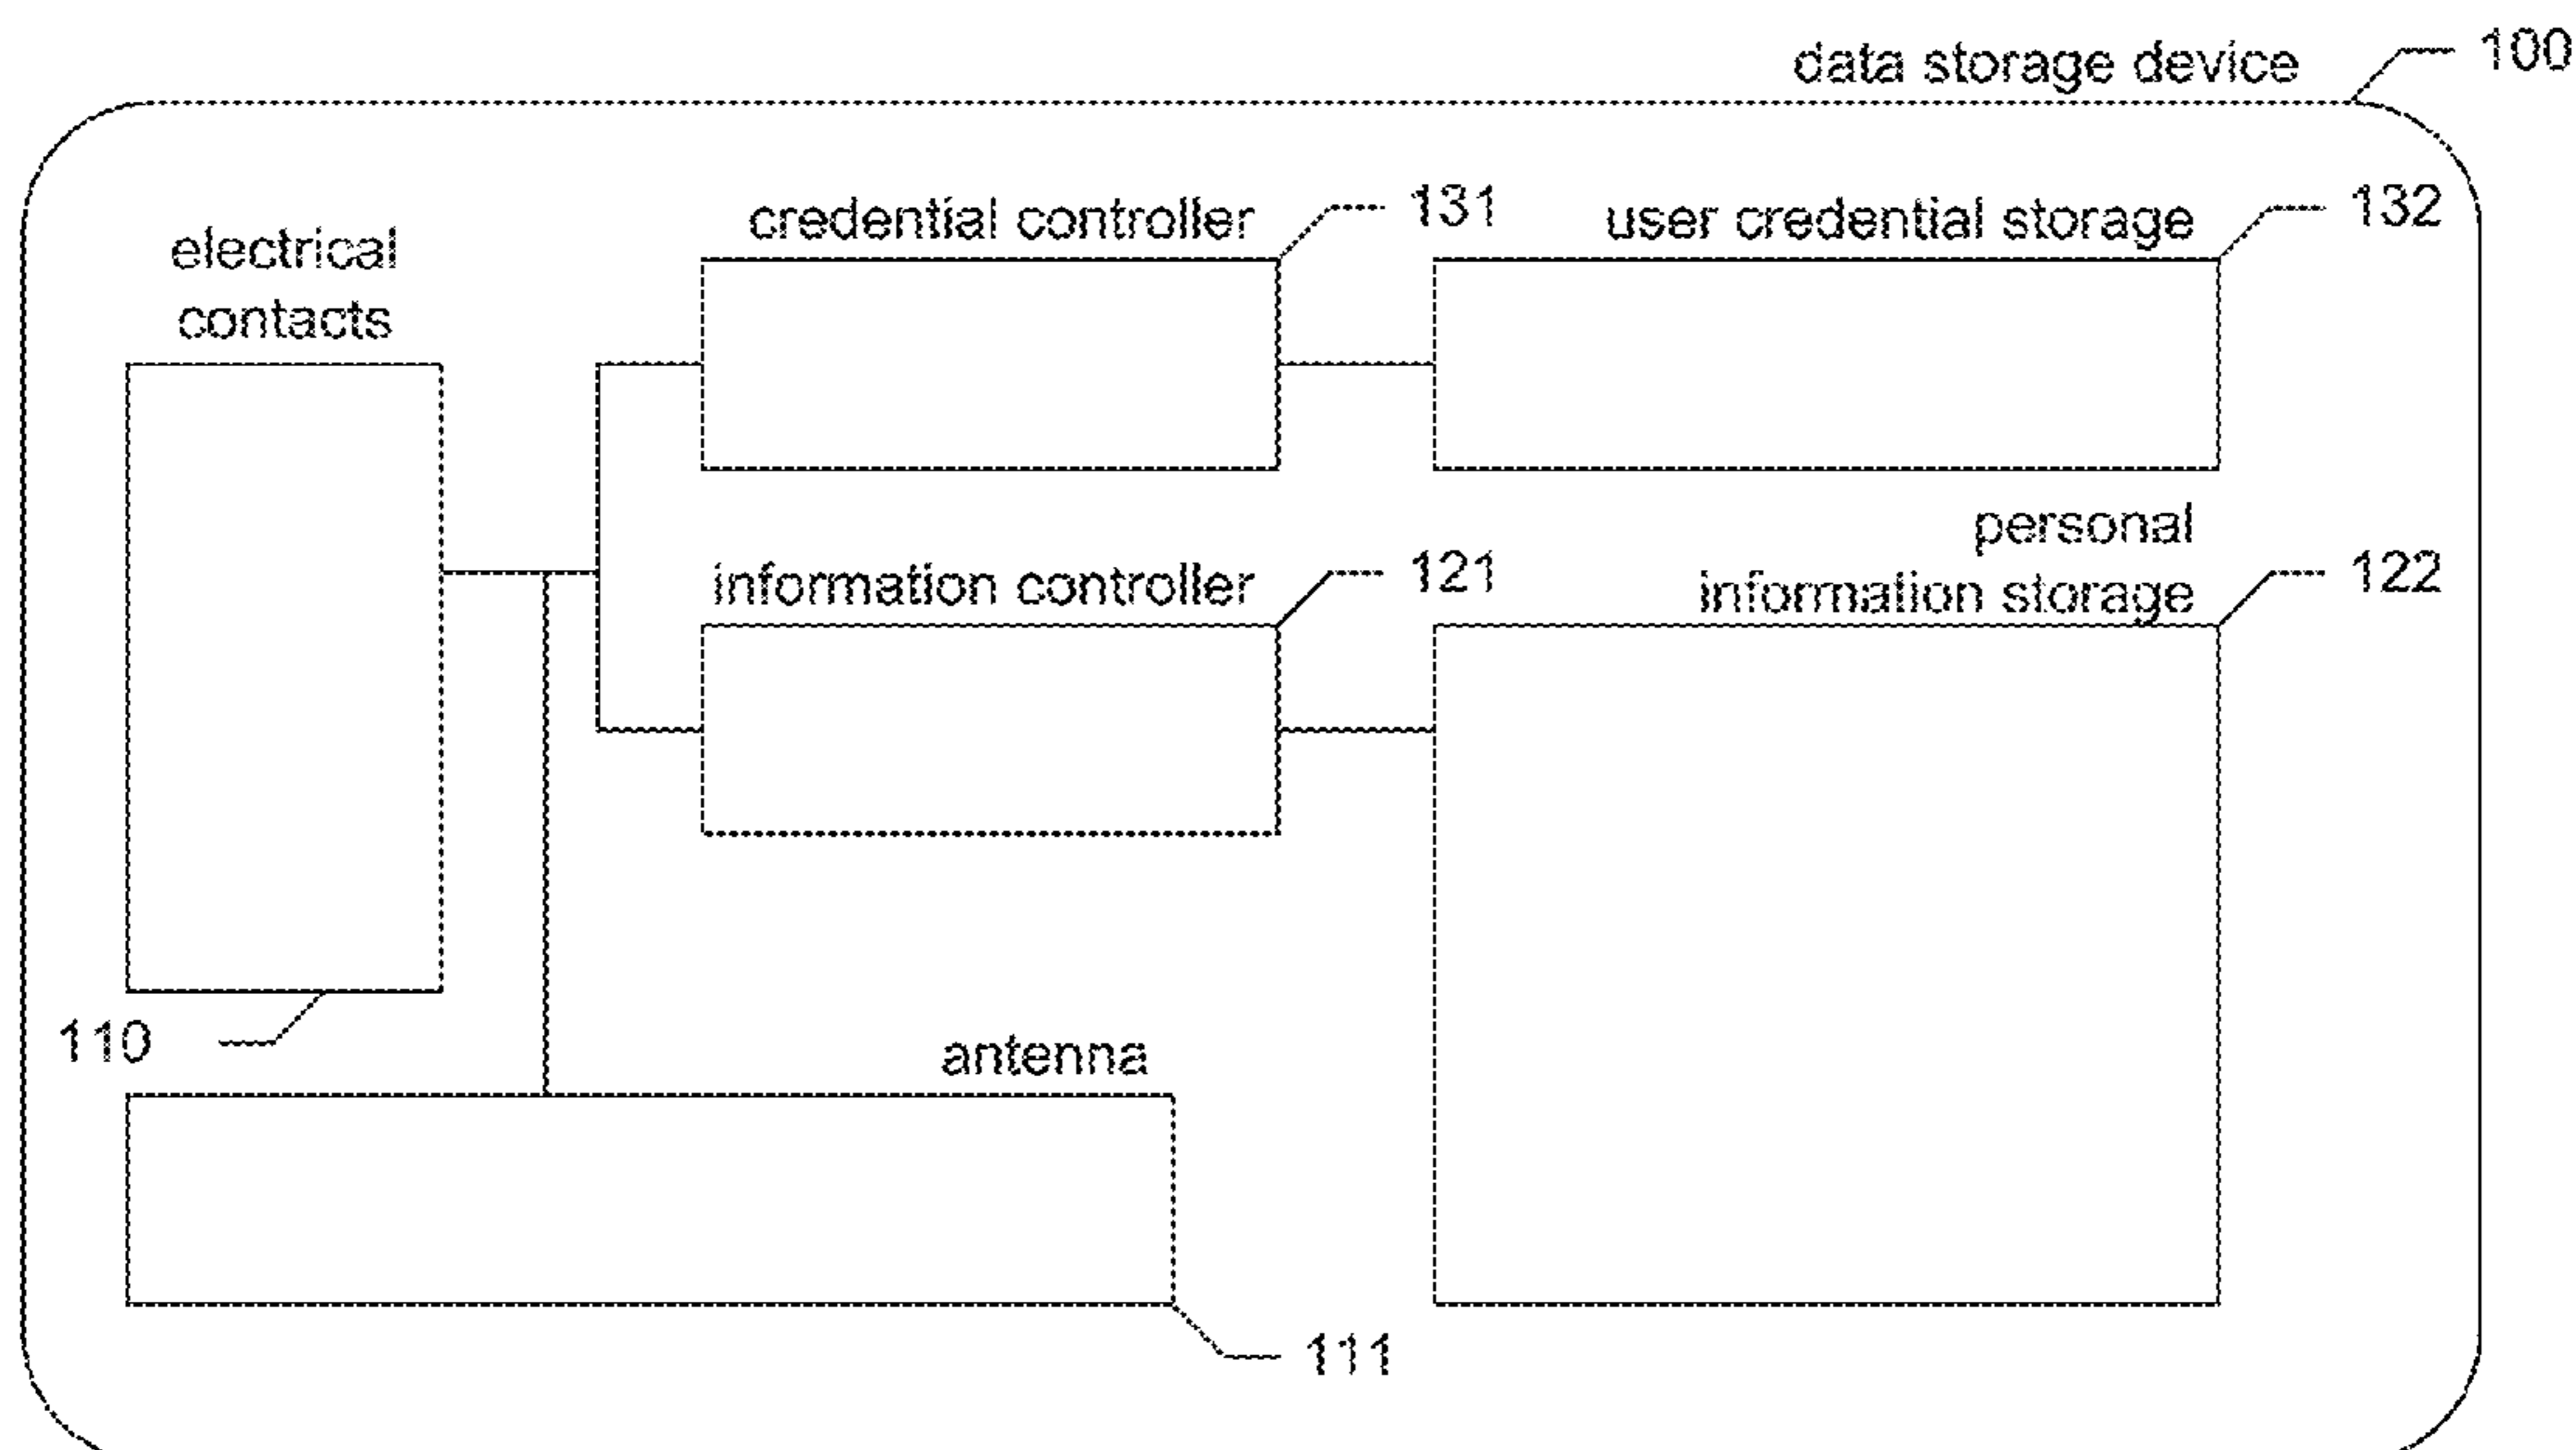 data storage device 100
credential controller 131
user credential storage 132
electrical
contacts
personal
information controller 121
information storage 122
110
antenna
111